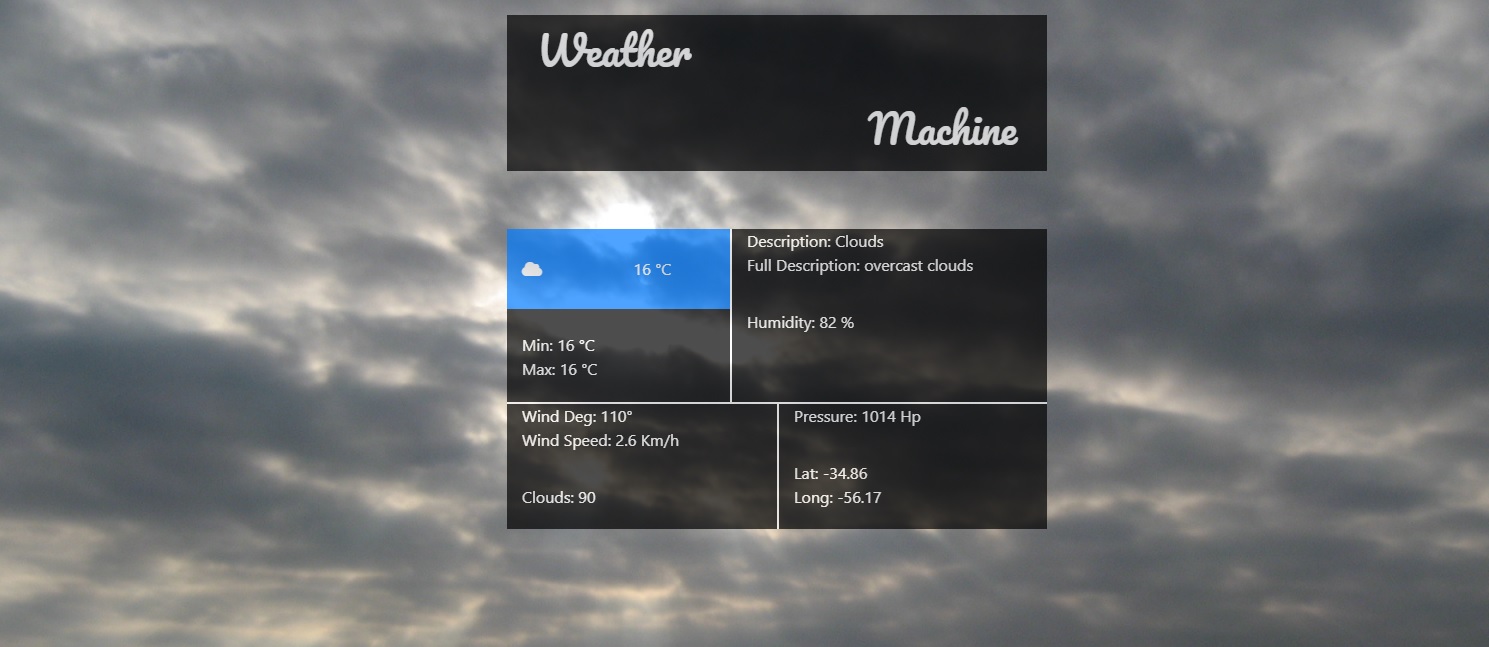 Weather
Machine
16 °C
Min: 16 °C
Max: 16 °C
Description: Clouds
Full Description: overcast clouds
Humidity: 82 %
Wind Deg: 110°
Wind Speed: 2.6 Km/h
Clouds: 90
Pressure: 1014 Hp
Lat: -34.86
Long: -56.17